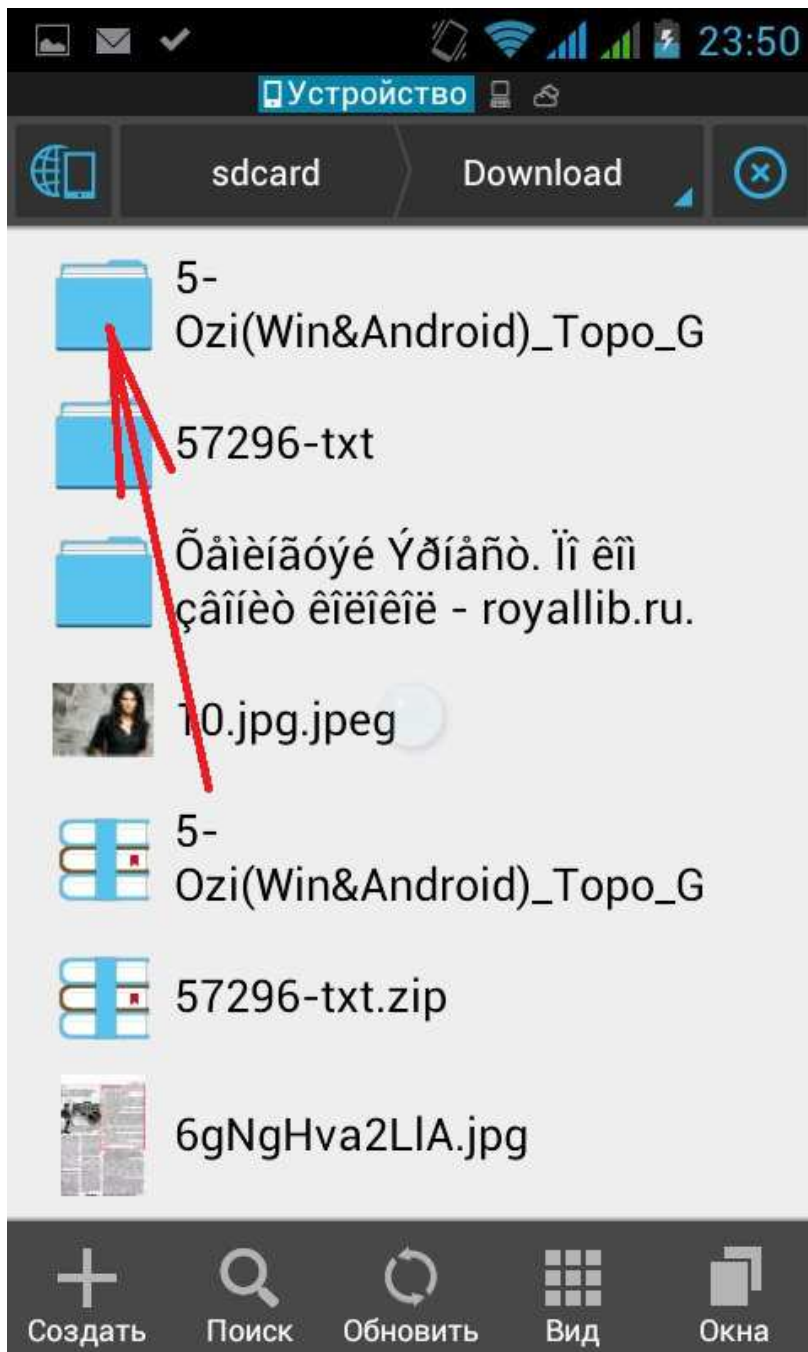 23:50
Устройство
sdcard
Download
5-
Ozi(Win&Android)_Topo_G
57296-txt
Õåìèíãóýé Ýðíåñò. Ïî êîì
çâîíèò êîëîêîë - royallib.ru.
10.jpg.jpeg
5-
Ozi(Win&Android)_Topo_G
57296-txt.zip
6gNgHva2LlA.jpg
Создать
Поиск
Обновить
Вид
Окна